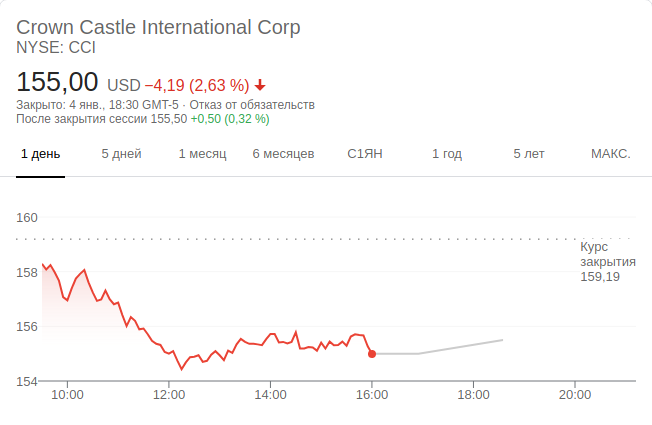 Crown Castle International Corp
NYSE: CCI
155,00 USD −4,19 (2,63 %)
Закрыто: 4 янв., 18:30 GMT-5 · Отказ от обязательств
После закрытия сессии 155,50 +0,50 (0,32 %)
1 день 5 дней 1 месяц 6 месяцев С1ЯН 1 год 5 лет МАКС.
160
Курс
закрытия
159,19
158
156
154
10:00 12:00 14:00 16:00 18:00 20:00